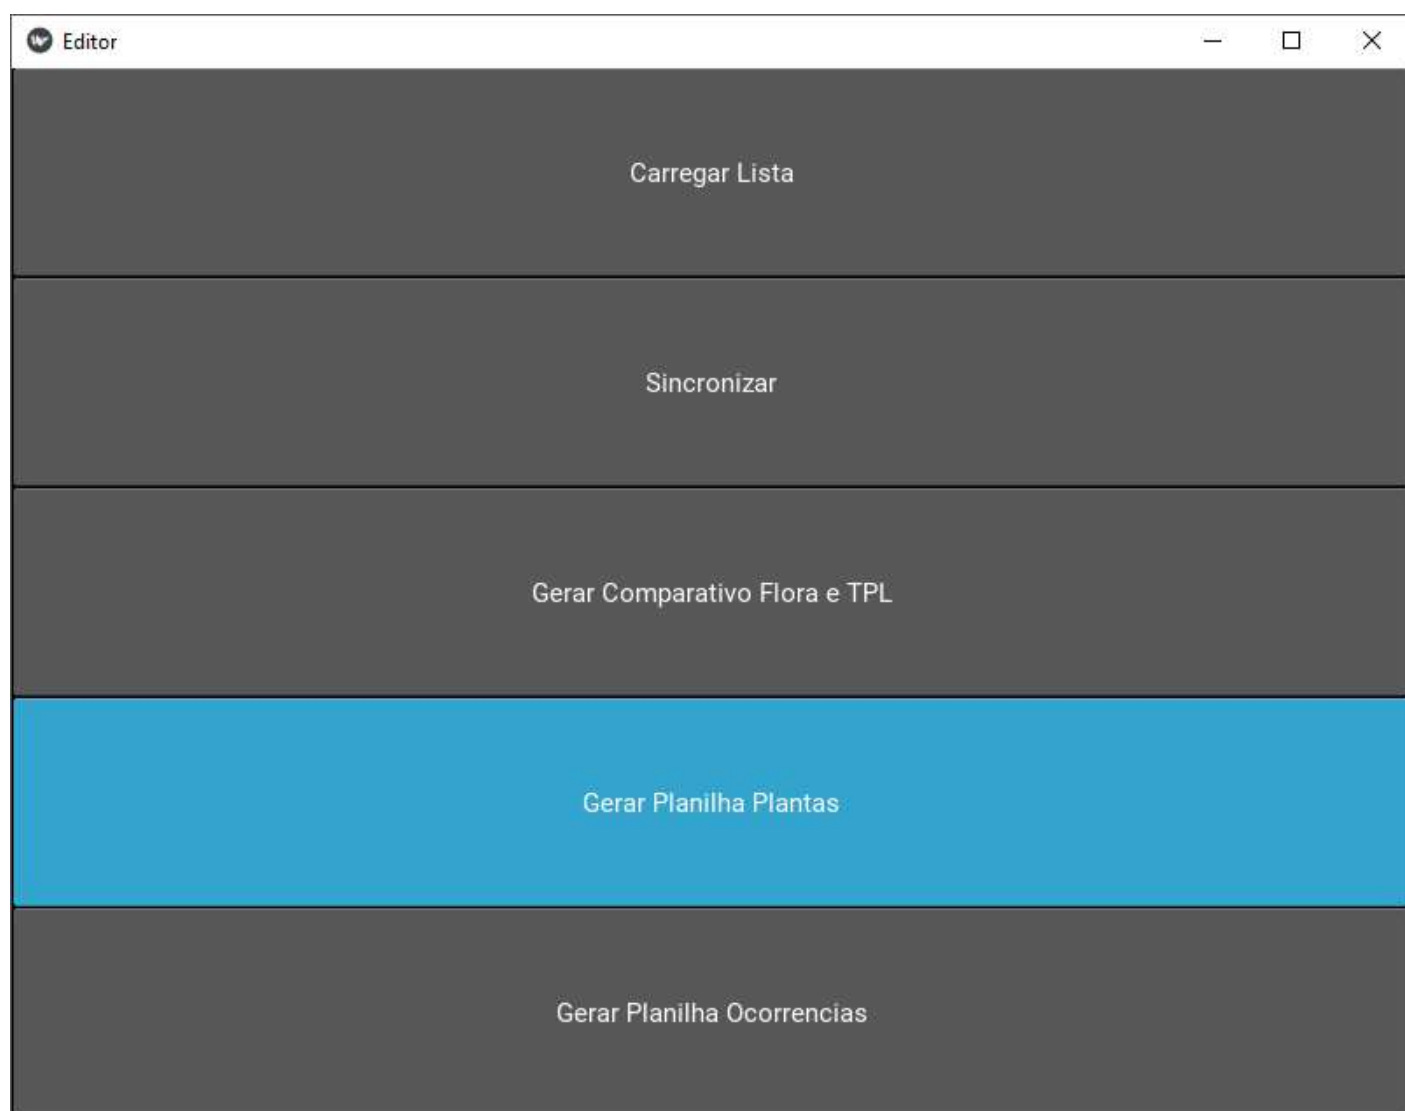 Editor
Carregar Lista
Sincronizar
Gerar Comparativo Flora e TPL
Gerar Planilha Plantas
Gerar Planilha Ocorrencias